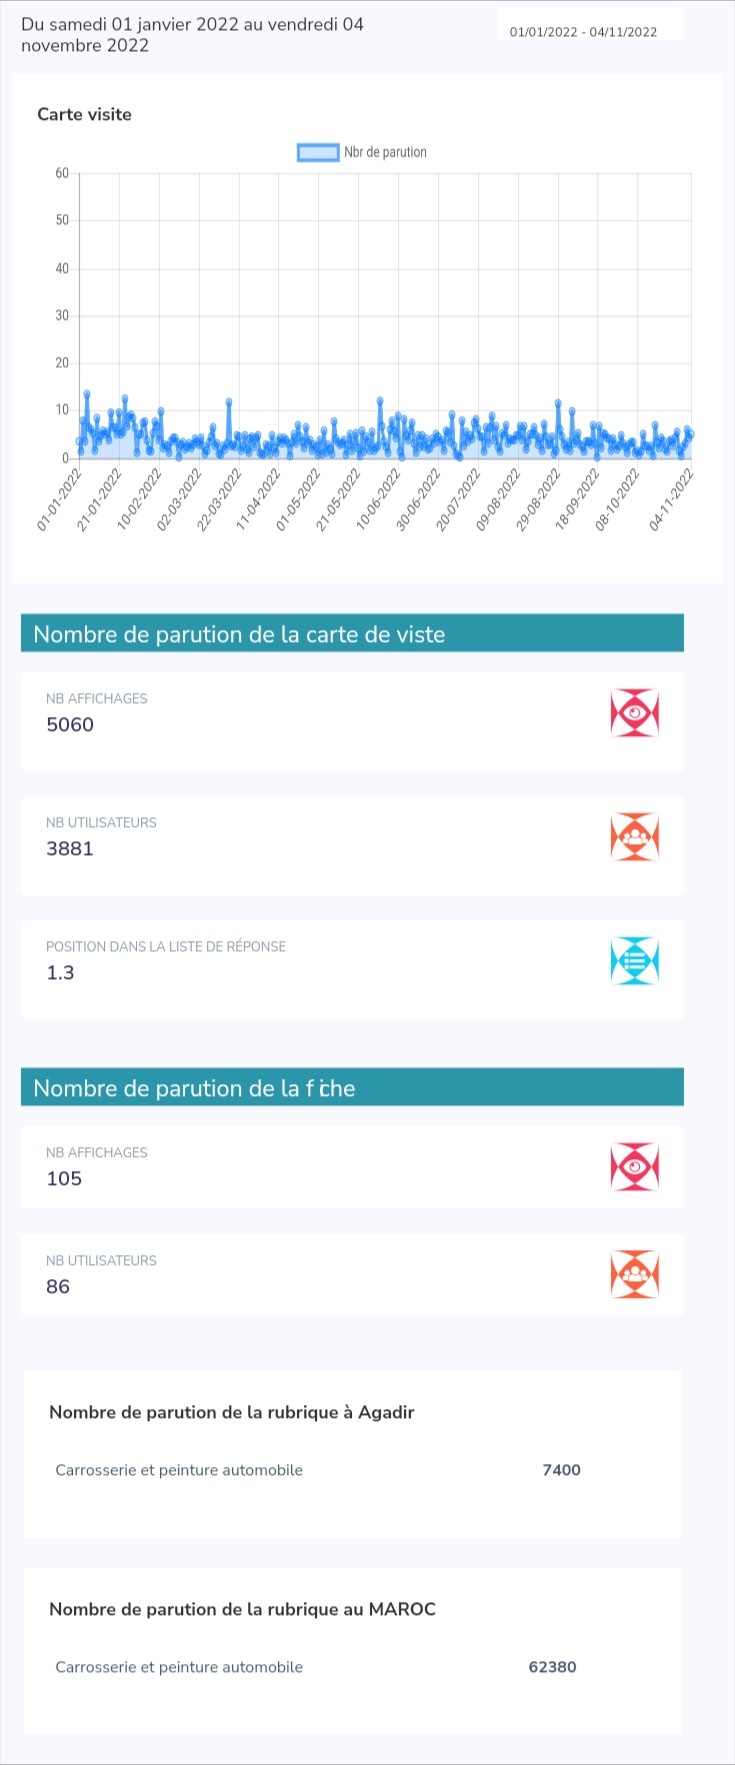 Du samedi 01 janvier 2022 au vendredi 04
novembre 2022
01/01/2022 - 04/11/2022
Carte visite
Nbr de parution
60
50
40
30
20
10
0
01-01-2022
21-01-2022
10-02-2022
02-03-2022
22-03-2022
11-04-2022
01-05-2022
21-05-2022
10-06-2022
30-06-2022
20-07-2022
09-08-2022
29-08-2022
18-09-2022
08-10-2022
04-11-2022
Nombre de parution de la carte de viste
NB AFFICHAGES
5060
NB UTILISATEURS
3881
POSITION DANS LA LISTE DE RÉPONSE
1.3
Nombre de parution de la fiche
NB AFFICHAGES
105
NB UTILISATEURS
86
Nombre de parution de la rubrique à Agadir
Carrosserie et peinture automobile 7400
Nombre de parution de la rubrique au MAROC
Carrosserie et peinture automobile 62380